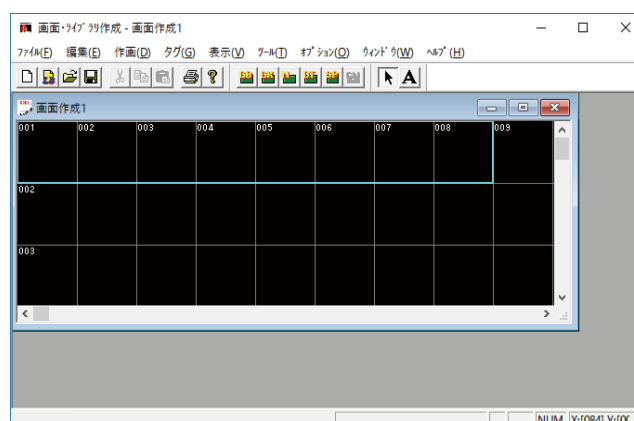 画面・ﾗｲﾌﾞﾗﾘ作成 - 画面作成1
ﾌｧｲﾙ(F) 編集(E) 作画(D) タグ(G) 表示(V) ﾂｰﾙ(T) ｵﾌﾟｼｮﾝ(O) ｳｨﾝﾄﾞｳ(W) ﾍﾙﾌﾟ(H)
A
画面作成1
001 002 003 004 005 006 007 008 009
002
003
NUM X:[084] Y:[00